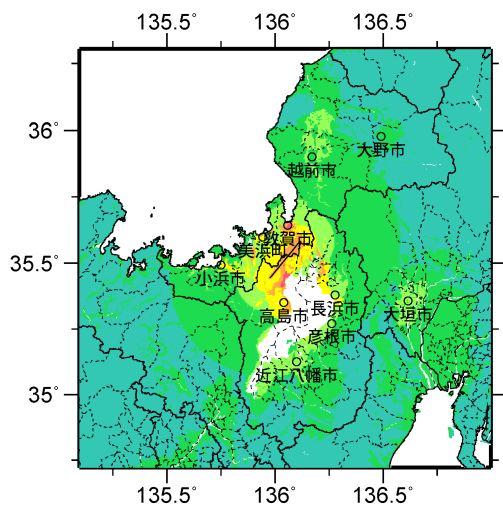 135.5˚ 136˚ 136.5˚
36˚
大野市
越前市
敦賀市
美浜町
35.5˚
小浜市
高島市
長浜市
大垣市
彦根市
近江八幡市
35˚
135.5˚ 136˚ 136.5˚